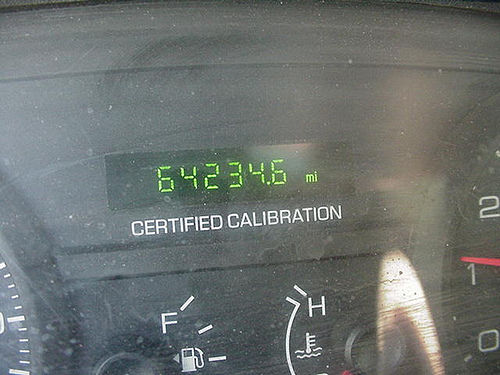 64234.6 mi
CERTIFIED CALIBRATION
2
1
0
F
H